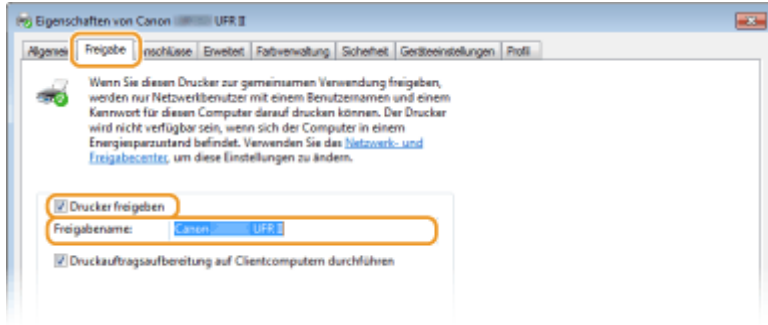 Eigenschaften von Canon UFR II
Allgemein Freigabe Anschlüsse Erweitert Farbverwaltung Sicherheit Geräteeinstellungen Profil
Wenn Sie diesen Drucker zur gemeinsamen Verwendung freigeben,
werden nur Netzwerkbenutzer mit einem Benutzernamen und einem
Kennwort für diesen Computer darauf drucken können. Der Drucker
wird nicht verfügbar sein, wenn sich der Computer in einem
Energiesparzustand befindet. Verwenden Sie das Netzwerk- und
Freigabecenter, um diese Einstellungen zu ändern.
Drucker freigeben
Freigabename: Canon UFR II
Druckauftragsaufbereitung auf Clientcomputern durchführen